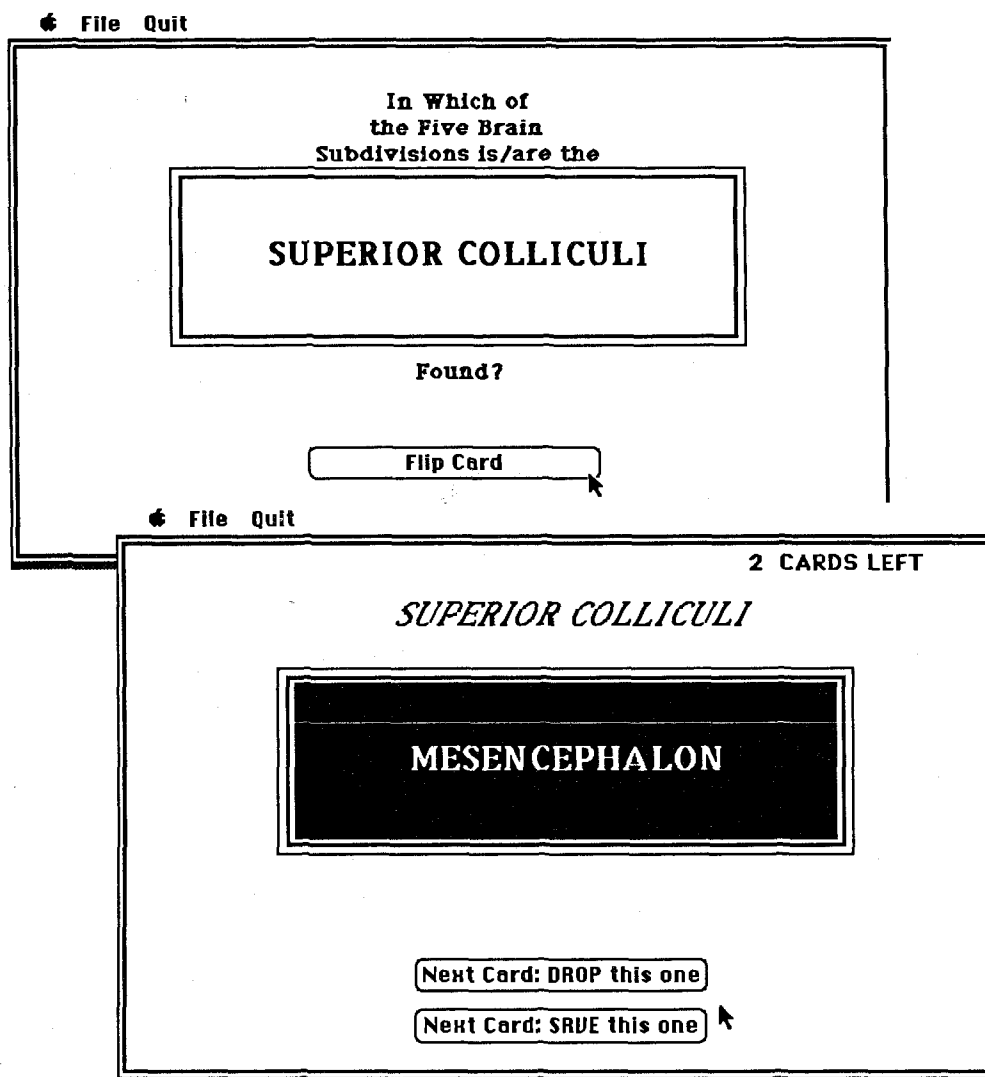 File Quit
In Which of
the Five Brain
Subdivisions is/are the
SUPERIOR COLLICULI
Found?
Flip Card
File Quit
2 CARDS LEFT
SUPERIOR COLLICULI
MESENCEPHALON
Next Card: DROP this one
Next Card: SAVE this one